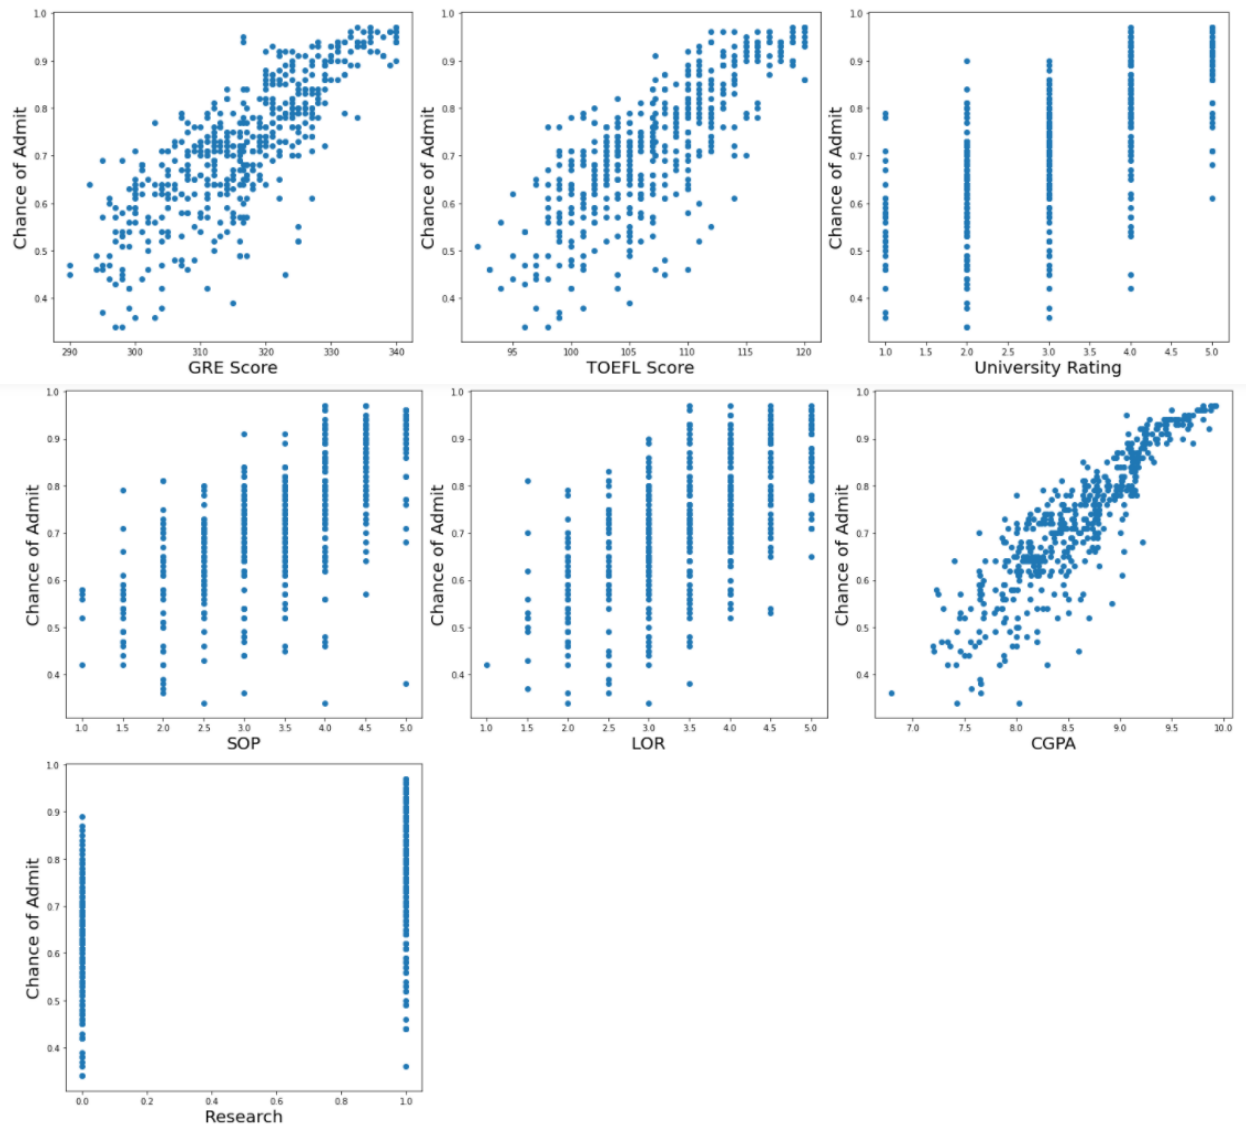 1.0
0.9
0.8
0.7
0.6
0.5
0.4
Chance of Admit
290 300 310 320 330 340
GRE Score
1.0
0.9
0.8
0.7
0.6
0.5
0.4
Chance of Admit
95 100 105 110 115 120
TOEFL Score
1.0
0.9
0.8
0.7
0.6
0.5
0.4
Chance of Admit
1.0 1.5 2.0 2.5 3.0 3.5 4.0 4.5 5.0
University Rating
1.0
0.9
0.8
0.7
0.6
0.5
0.4
Chance of Admit
1.0 1.5 2.0 2.5 3.0 3.5 4.0 4.5 5.0
SOP
1.0
0.9
0.8
0.7
0.6
0.5
0.4
Chance of Admit
1.0 1.5 2.0 2.5 3.0 3.5 4.0 4.5 5.0
LOR
1.0
0.9
0.8
0.7
0.6
0.5
0.4
Chance of Admit
7.0 7.5 8.0 8.5 9.0 9.5 10.0
CGPA
1.0
0.9
0.8
0.7
0.6
0.5
0.4
Chance of Admit
0.0 0.2 0.4 0.6 0.8 1.0
Research